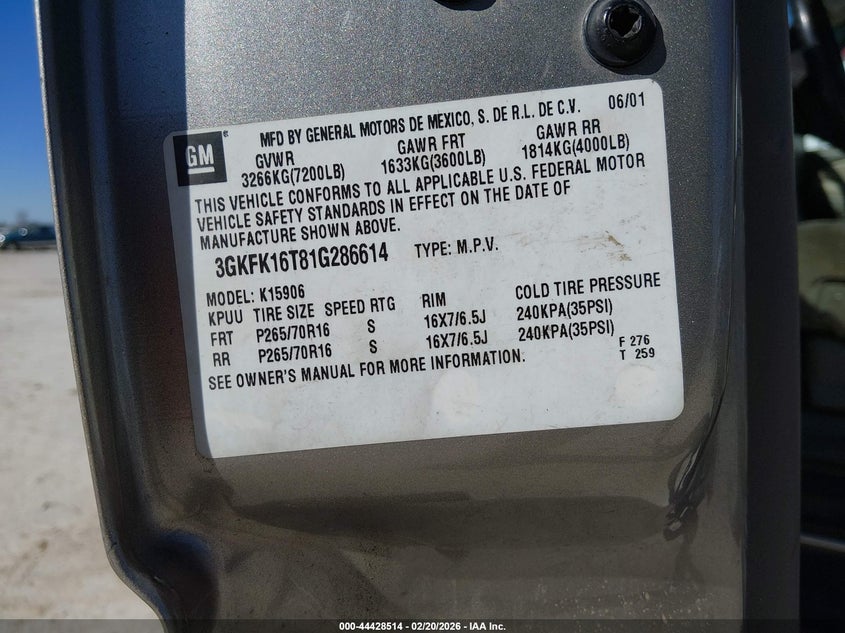 MFD BY GENERAL MOTORS DE MEXICO, S. DE R.L. DE C.V. 06/01
GM®
GVWR GAWR FRT GAWR RR
3266KG(7200LB) 1633KG(3600LB) 1814KG(4000LB)
THIS VEHICLE CONFORMS TO ALL APPLICABLE U.S. FEDERAL MOTOR
VEHICLE SAFETY STANDARDS IN EFFECT ON THE DATE OF
MANUFACTURE SHOWN ABOVE.
3GKFK16T81G286614 TYPE: M.P.V.
MODEL: K15906
KPUU TIRE SIZE SPEED RTG RIM COLD TIRE PRESSURE
FRT P265/70R16 S 16X7/6.5J 240KPA(35PSI)
RR P265/70R16 S 16X7/6.5J 240KPA(35PSI)
SEE OWNER'S MANUAL FOR MORE INFORMATION.
F 276
T 259
000-44428514 - 02/20/2026 - IAA Inc.